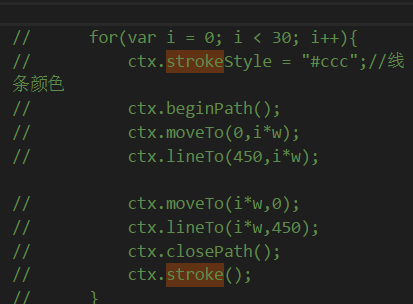 //      for(var i = 0; i < 30; i++){
//          ctx.strokeStyle = "#ccc";//线
条颜色
//          ctx.beginPath();
//          ctx.moveTo(0,i*w);
//          ctx.lineTo(450,i*w);

//          ctx.moveTo(i*w,0);
//          ctx.lineTo(i*w,450);
//          ctx.closePath();
//          ctx.stroke();
//      }